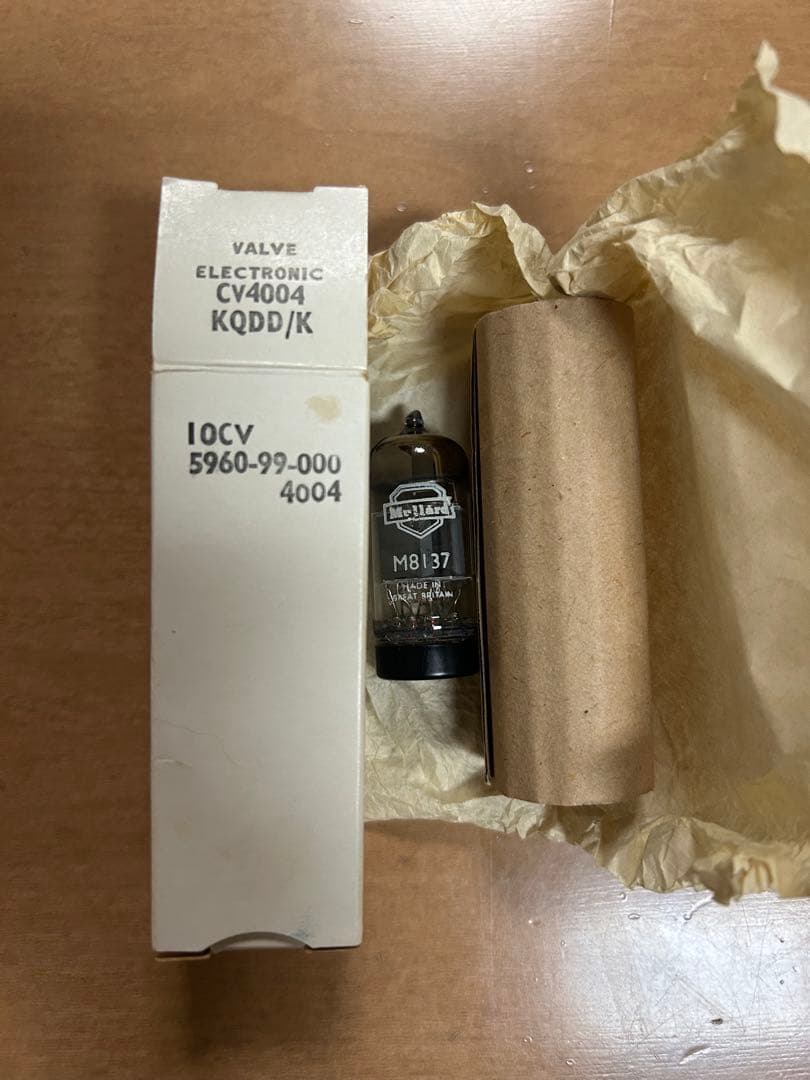 VALVE
ELECTRONIC
CV4004
KQDD/K
10CV
5960-99-000
4004
Mullard
M8137
MADE IN
GREAT BRITAIN